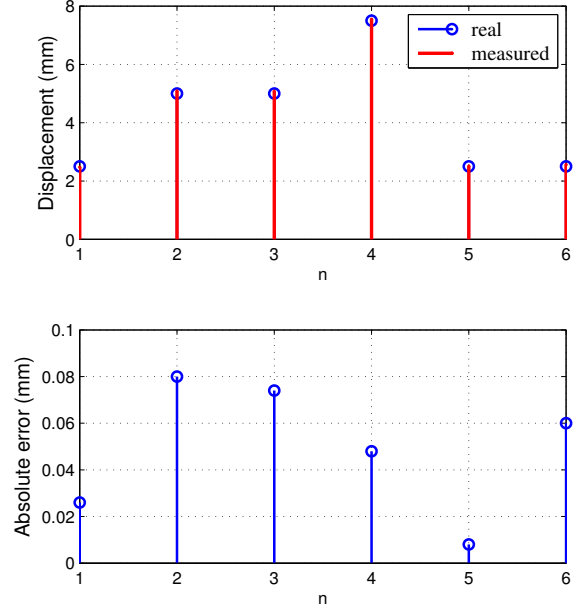 8
6
4
2
0
Displacement (mm)
real
measured
1 2 3 4 5 6
n
0.1
0.08
0.06
0.04
0.02
0
Absolute error (mm)
1 2 3 4 5 6
n